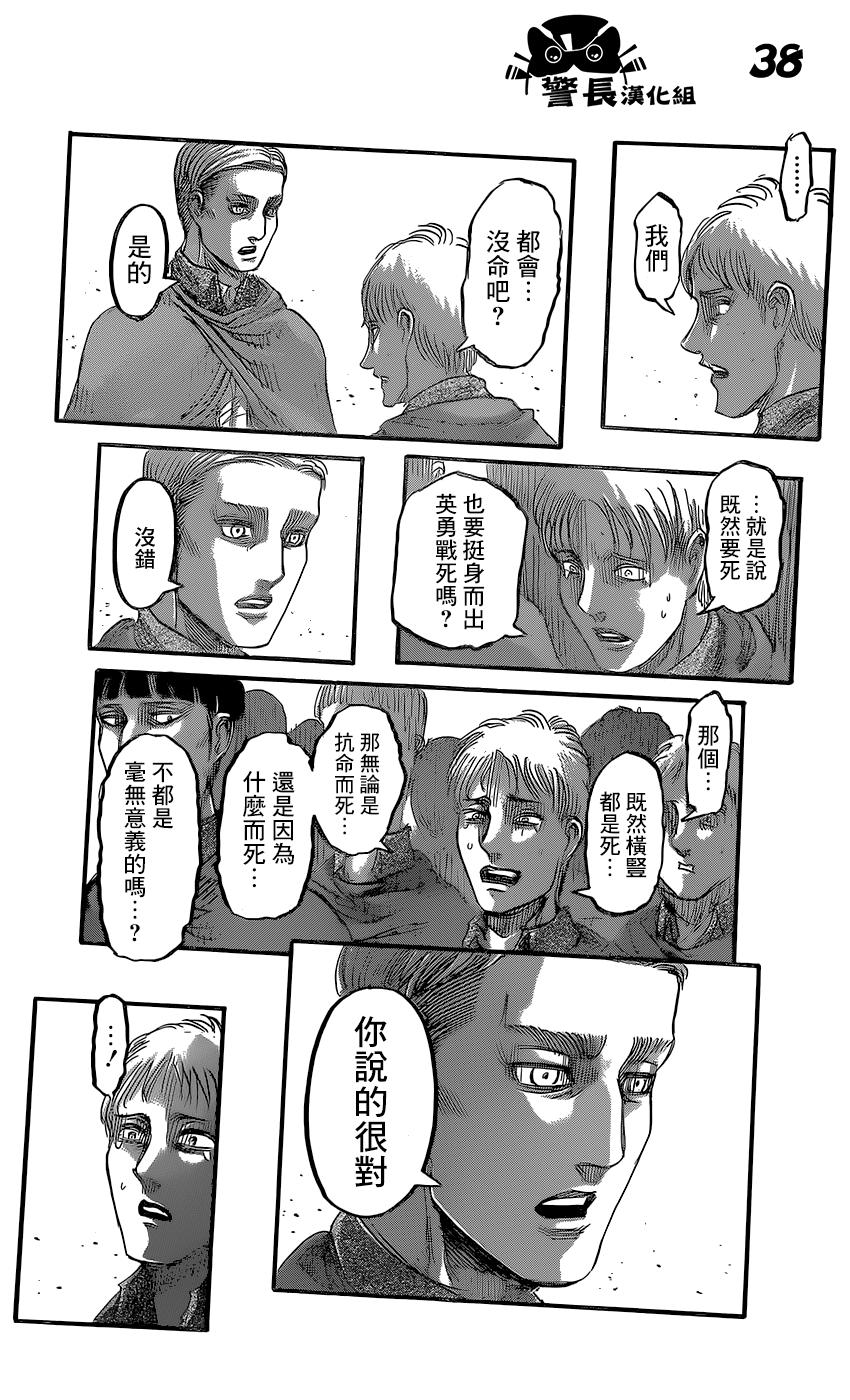 警長漢化組
38
……
我們
都會…
沒命吧?
是的
…就是說
既然要死
也要挺身而出
英勇戰死嗎?
沒錯
那個…
既然橫豎
都是死…
那無論是
抗命而死…
還是因為
什麼而死…
不都是
毫無意義的嗎…?
你說的很對
…!